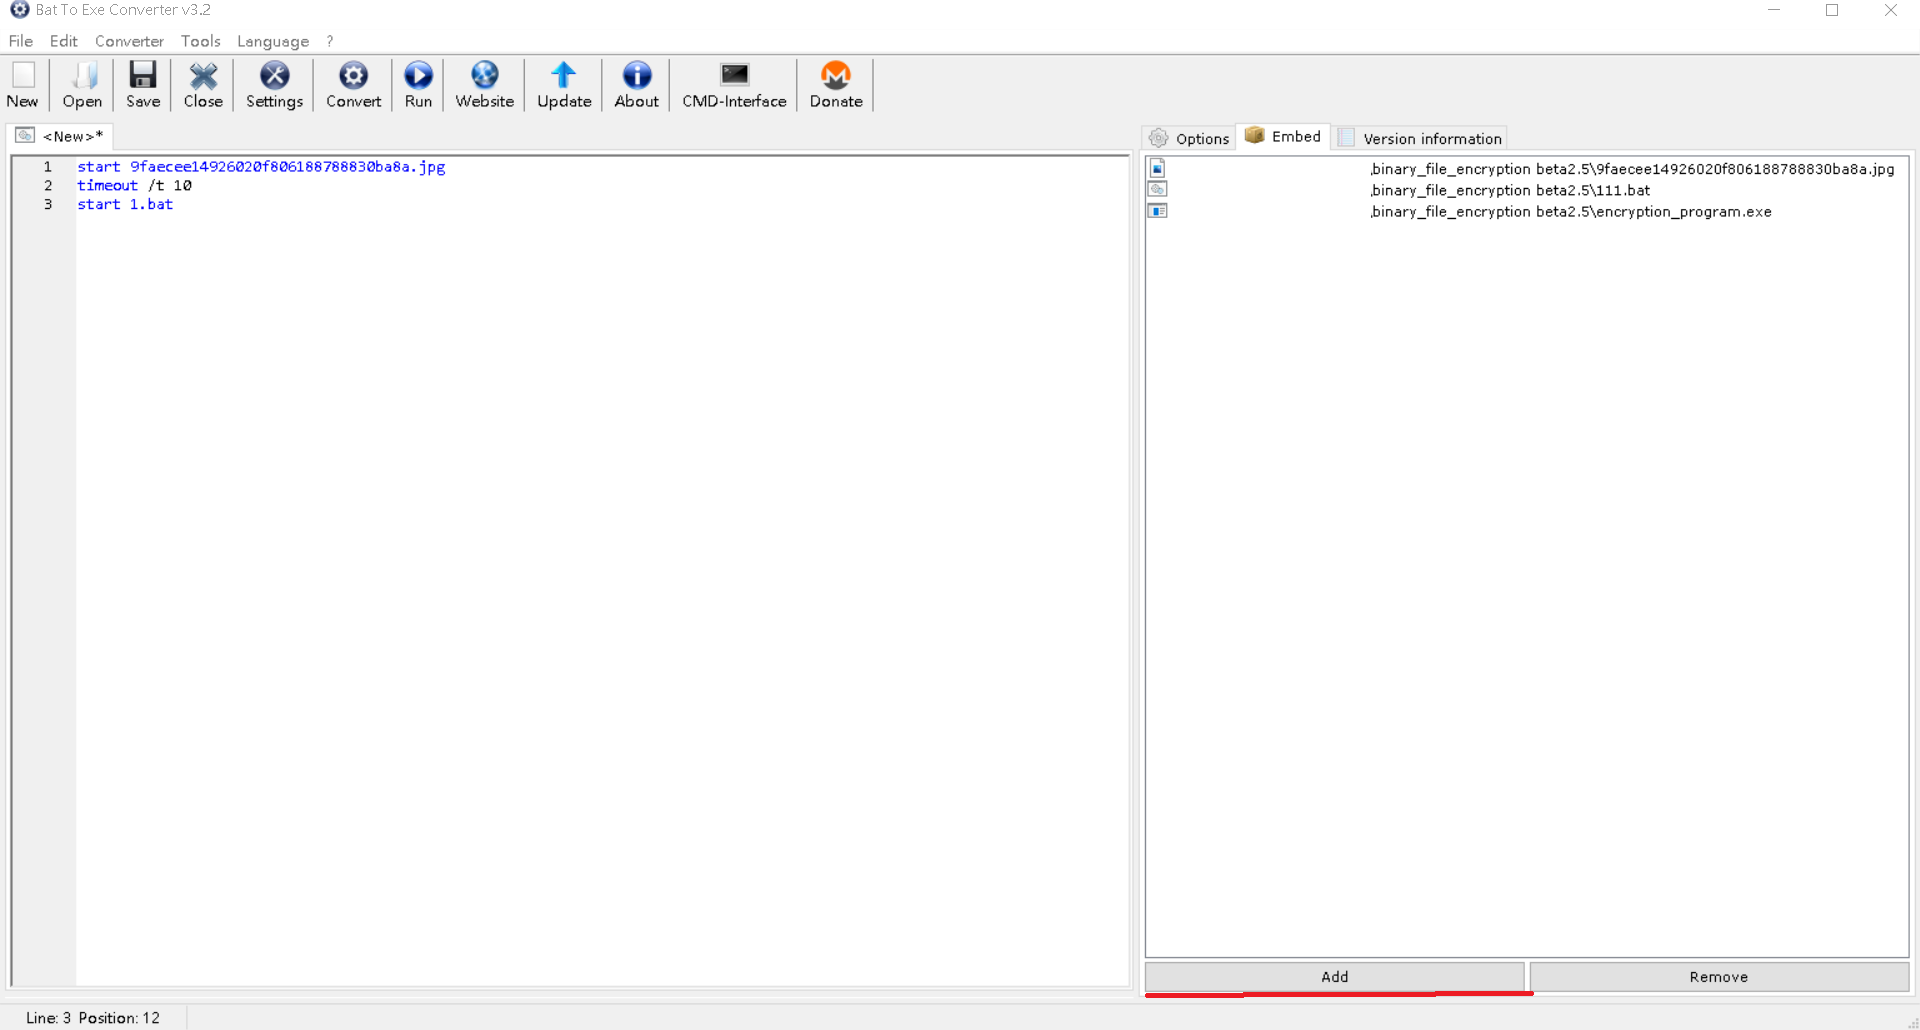 Bat To Exe Converter v3.2
File Edit Converter Tools Language ?
New Open Save Close Settings Convert Run Website Update About CMD-Interface Donate
<New>*
Options Embed Version information
1 start 9faecee14926020f806188788830ba8a.jpg
2 timeout /t 10
3 start 1.bat
binary_file_encryption beta2.5\9faecee14926020f806188788830ba8a.jpg
binary_file_encryption beta2.5\111.bat
binary_file_encryption beta2.5\encryption_program.exe
Add Remove
Line: 3 Position: 12